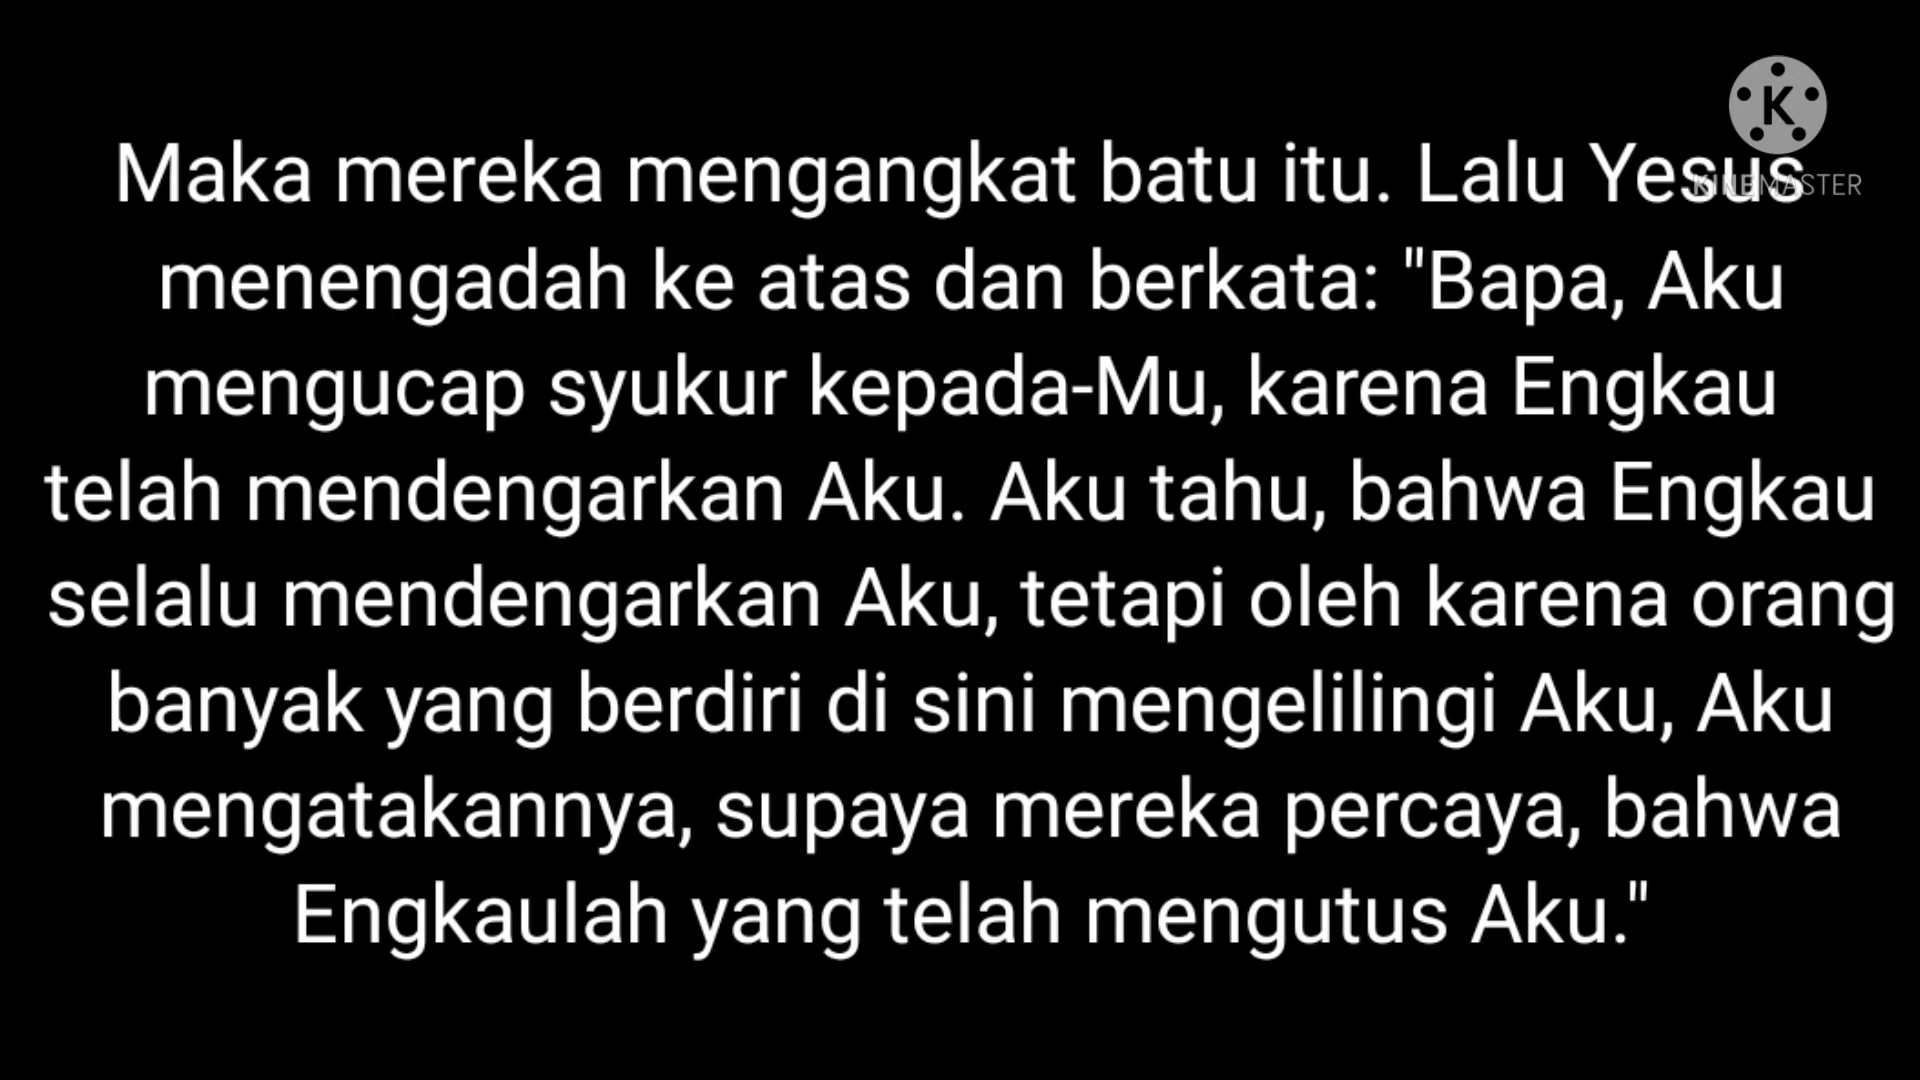 K
KINEMASTER
Maka mereka mengangkat batu itu. Lalu Yesus
menengadah ke atas dan berkata: "Bapa, Aku
mengucap syukur kepada-Mu, karena Engkau
telah mendengarkan Aku. Aku tahu, bahwa Engkau
selalu mendengarkan Aku, tetapi oleh karena orang
banyak yang berdiri di sini mengelilingi Aku, Aku
mengatakannya, supaya mereka percaya, bahwa
Engkaulah yang telah mengutus Aku."